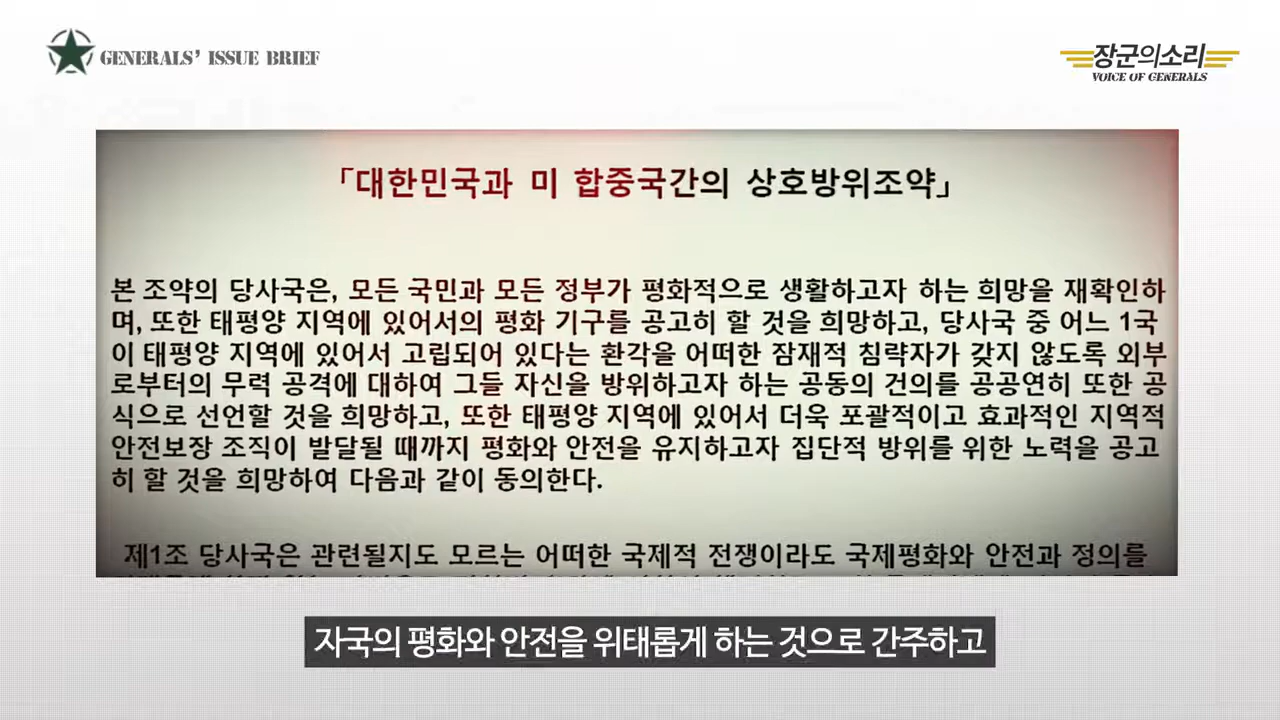 GENERALS' ISSUE BRIEF
장군의소리
VOICE OF GENERALS
「대한민국과 미 합중국간의 상호방위조약」
본 조약의 당사국은, 모든 국민과 모든 정부가 평화적으로 생활하고자 하는 희망을 재확인하
며, 또한 태평양 지역에 있어서의 평화 기구를 공고히 할 것을 희망하고, 당사국 중 어느 1국
이 태평양 지역에 있어서 고립되어 있다는 환각을 어떠한 잠재적 침략자가 갖지 않도록 외부
로부터의 무력 공격에 대하여 그들 자신을 방위하고자 하는 공동의 건의를 공공연히 또한 공
식으로 선언할 것을 희망하고, 또한 태평양 지역에 있어서 더욱 포괄적이고 효과적인 지역적
안전보장 조직이 발달될 때까지 평화와 안전을 유지하고자 집단적 방위를 위한 노력을 공고
히 할 것을 희망하여 다음과 같이 동의한다.
제1조 당사국은 관련될지도 모르는 어떠한 국제적 전쟁이라도 국제평화와 안전과 정의를
자국의 평화와 안전을 위태롭게 하는 것으로 간주하고